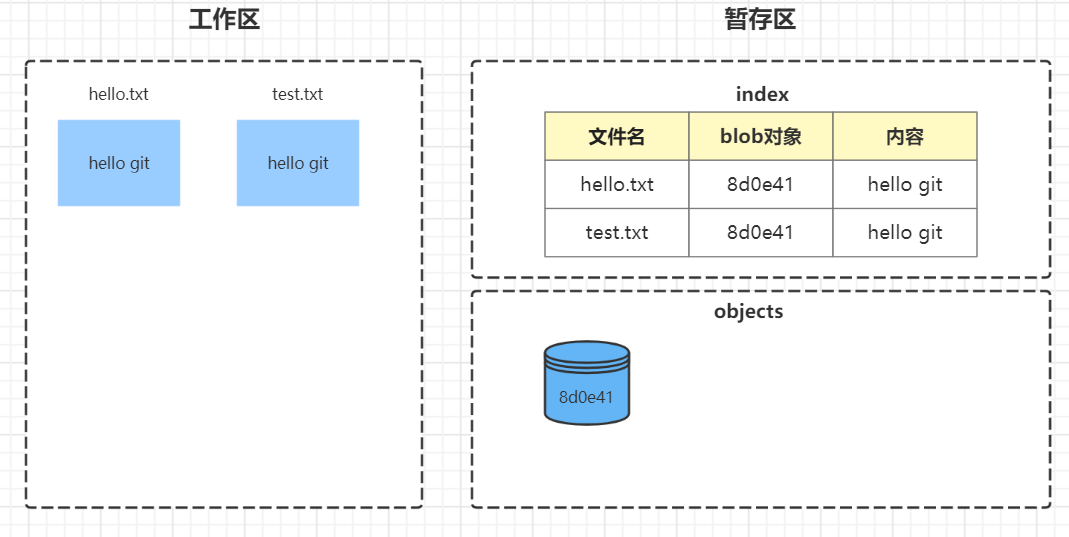 工作区
暂存区
hello.txt
test.txt
hello git
hello git
index
文件名 blob对象 内容
hello.txt 8d0e41 hello git
test.txt 8d0e41 hello git
objects
8d0e41